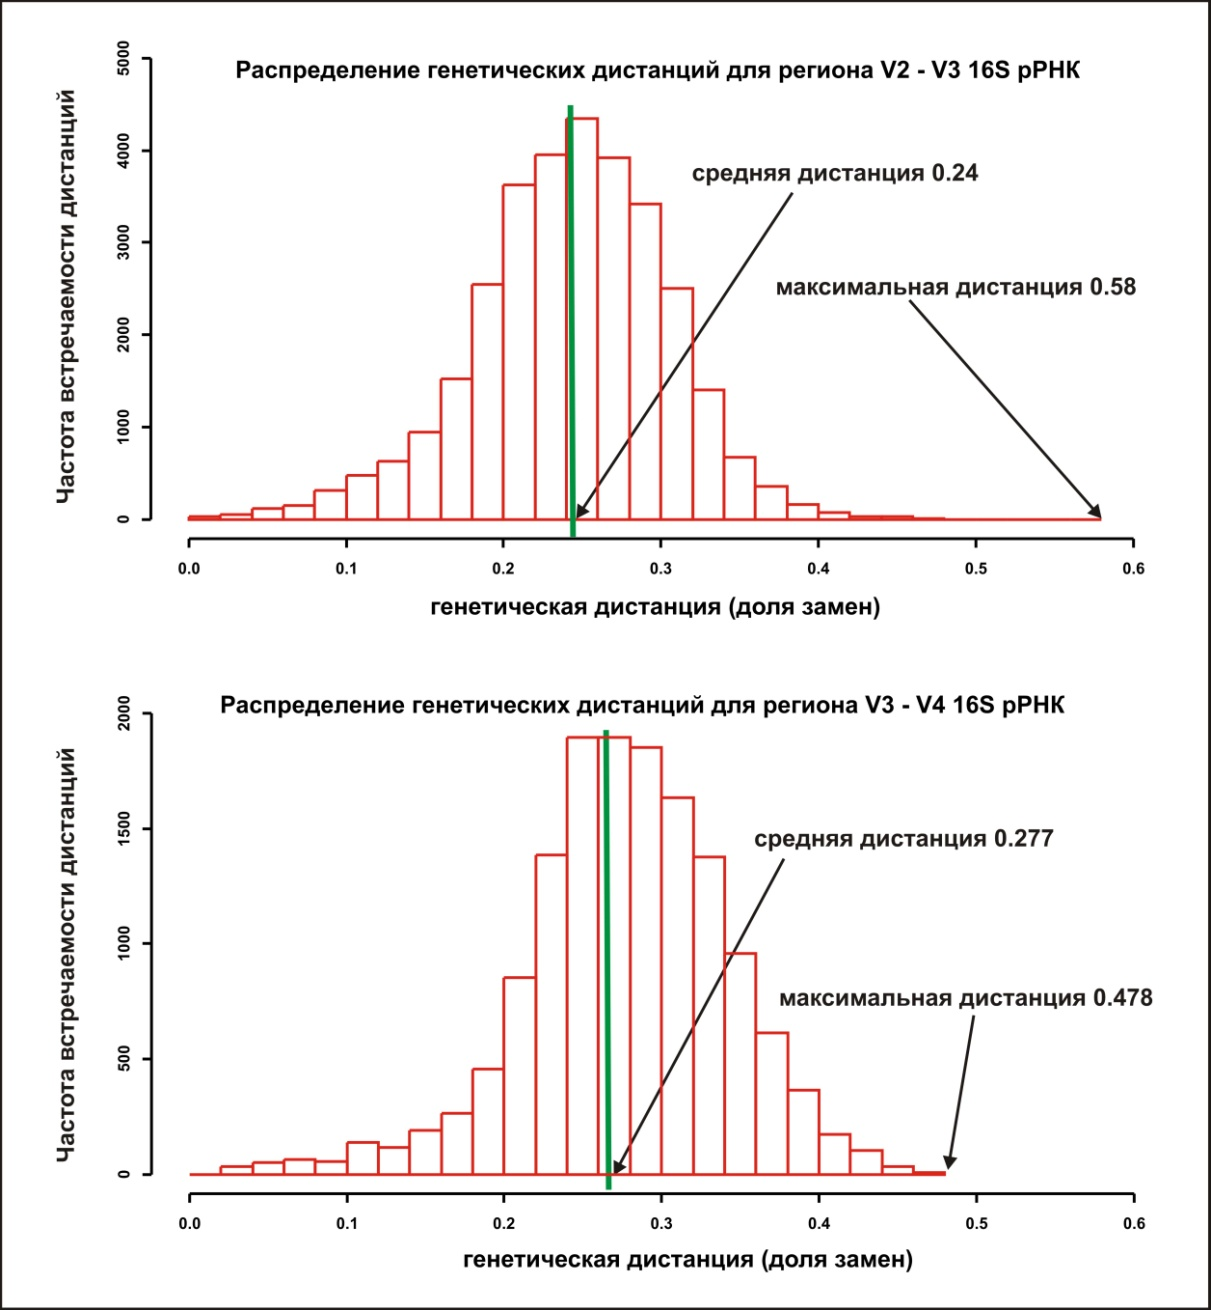 Распределение генетических дистанций для региона V2 - V3 16S рРНК
Частота встречаемости дистанций
5000
4000
3000
2000
1000
0
средняя дистанция 0.24
максимальная дистанция 0.58
0.0 0.1 0.2 0.3 0.4 0.5 0.6
генетическая дистанция (доля замен)
Распределение генетических дистанций для региона V3 - V4 16S рРНК
Частота встречаемости дистанций
2000
1500
1000
500
0
средняя дистанция 0.277
максимальная дистанция 0.478
0.0 0.1 0.2 0.3 0.4 0.5 0.6
генетическая дистанция (доля замен)